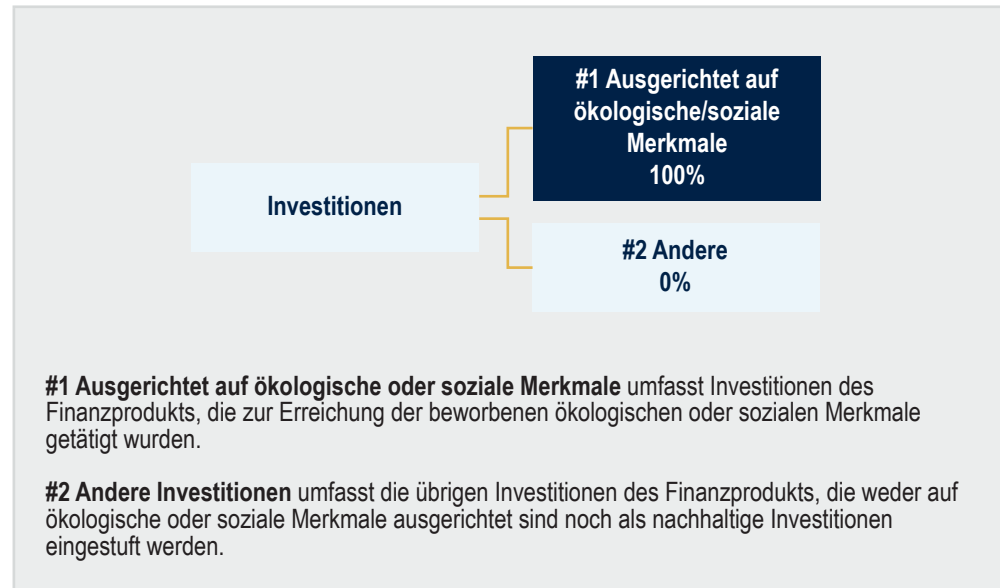 #1 Ausgerichtet auf
ökologische/soziale
Merkmale
100%
Investitionen
#2 Andere
0%
#1 Ausgerichtet auf ökologische oder soziale Merkmale umfasst Investitionen des
Finanzprodukts, die zur Erreichung der beworbenen ökologischen oder sozialen Merkmale
getätigt wurden.
#2 Andere Investitionen umfasst die übrigen Investitionen des Finanzprodukts, die weder auf
ökologische oder soziale Merkmale ausgerichtet sind noch als nachhaltige Investitionen
eingestuft werden.